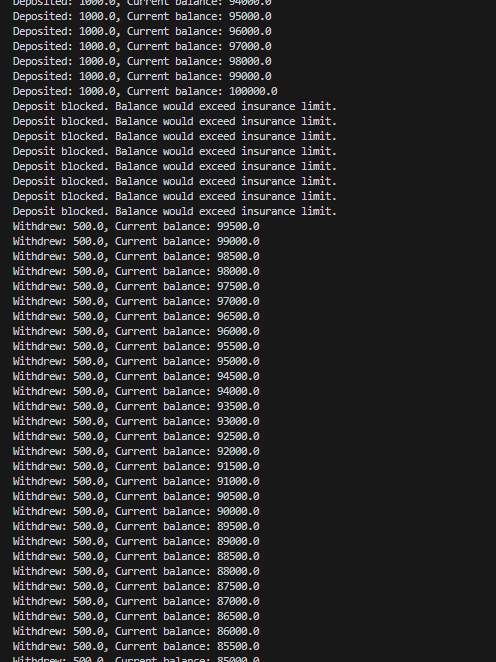 Deposited: 1000.0, Current balance: 94000.0
Deposited: 1000.0, Current balance: 95000.0
Deposited: 1000.0, Current balance: 96000.0
Deposited: 1000.0, Current balance: 97000.0
Deposited: 1000.0, Current balance: 98000.0
Deposited: 1000.0, Current balance: 99000.0
Deposited: 1000.0, Current balance: 100000.0
Deposit blocked. Balance would exceed insurance limit.
Deposit blocked. Balance would exceed insurance limit.
Deposit blocked. Balance would exceed insurance limit.
Deposit blocked. Balance would exceed insurance limit.
Deposit blocked. Balance would exceed insurance limit.
Deposit blocked. Balance would exceed insurance limit.
Deposit blocked. Balance would exceed insurance limit.
Deposit blocked. Balance would exceed insurance limit.
Withdrew: 500.0, Current balance: 99500.0
Withdrew: 500.0, Current balance: 99000.0
Withdrew: 500.0, Current balance: 98500.0
Withdrew: 500.0, Current balance: 98000.0
Withdrew: 500.0, Current balance: 97500.0
Withdrew: 500.0, Current balance: 97000.0
Withdrew: 500.0, Current balance: 96500.0
Withdrew: 500.0, Current balance: 96000.0
Withdrew: 500.0, Current balance: 95500.0
Withdrew: 500.0, Current balance: 95000.0
Withdrew: 500.0, Current balance: 94500.0
Withdrew: 500.0, Current balance: 94000.0
Withdrew: 500.0, Current balance: 93500.0
Withdrew: 500.0, Current balance: 93000.0
Withdrew: 500.0, Current balance: 92500.0
Withdrew: 500.0, Current balance: 92000.0
Withdrew: 500.0, Current balance: 91500.0
Withdrew: 500.0, Current balance: 91000.0
Withdrew: 500.0, Current balance: 90500.0
Withdrew: 500.0, Current balance: 90000.0
Withdrew: 500.0, Current balance: 89500.0
Withdrew: 500.0, Current balance: 89000.0
Withdrew: 500.0, Current balance: 88500.0
Withdrew: 500.0, Current balance: 88000.0
Withdrew: 500.0, Current balance: 87500.0
Withdrew: 500.0, Current balance: 87000.0
Withdrew: 500.0, Current balance: 86500.0
Withdrew: 500.0, Current balance: 86000.0
Withdrew: 500.0, Current balance: 85500.0
Withdrew: 500.0, Current balance: 85000.0